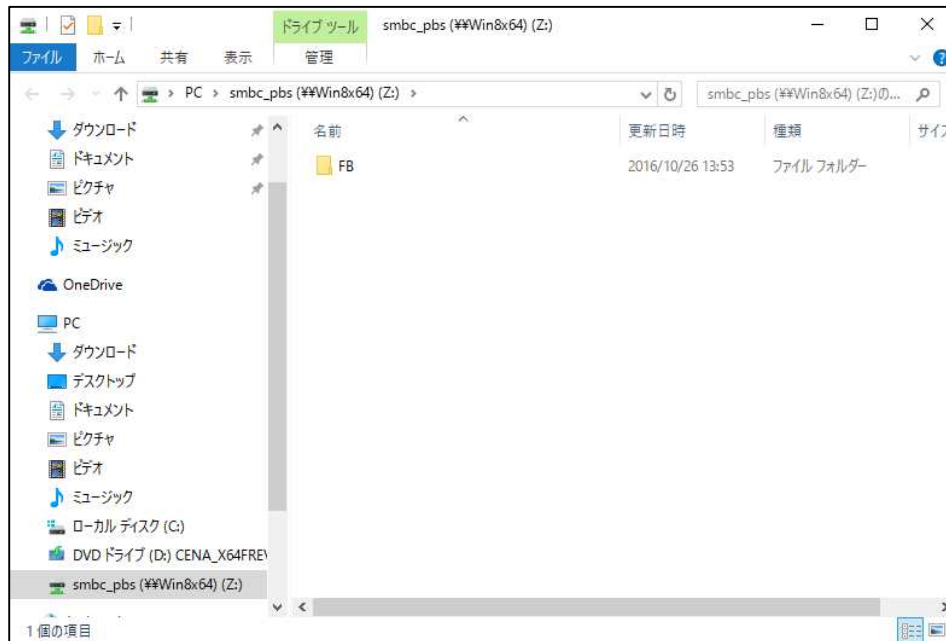 ドライブ ツール smbc_pbs (¥¥Win8x64) (Z:)
ファイル ホーム 共有 表示 管理
PC › smbc_pbs (¥¥Win8x64) (Z:) › smbc_pbs (¥¥Win8x64) (Z:)の...
名前 更新日時 種類 サイズ
FB 2016/10/26 13:53 ファイル フォルダー
ダウンロード
ドキュメント
ピクチャ
ビデオ
ミュージック
OneDrive
PC
ダウンロード
デスクトップ
ドキュメント
ピクチャ
ビデオ
ミュージック
ローカル ディスク (C:)
DVD ドライブ (D:) CENA_X64FREV
smbc_pbs (¥¥Win8x64) (Z:)
1 個の項目